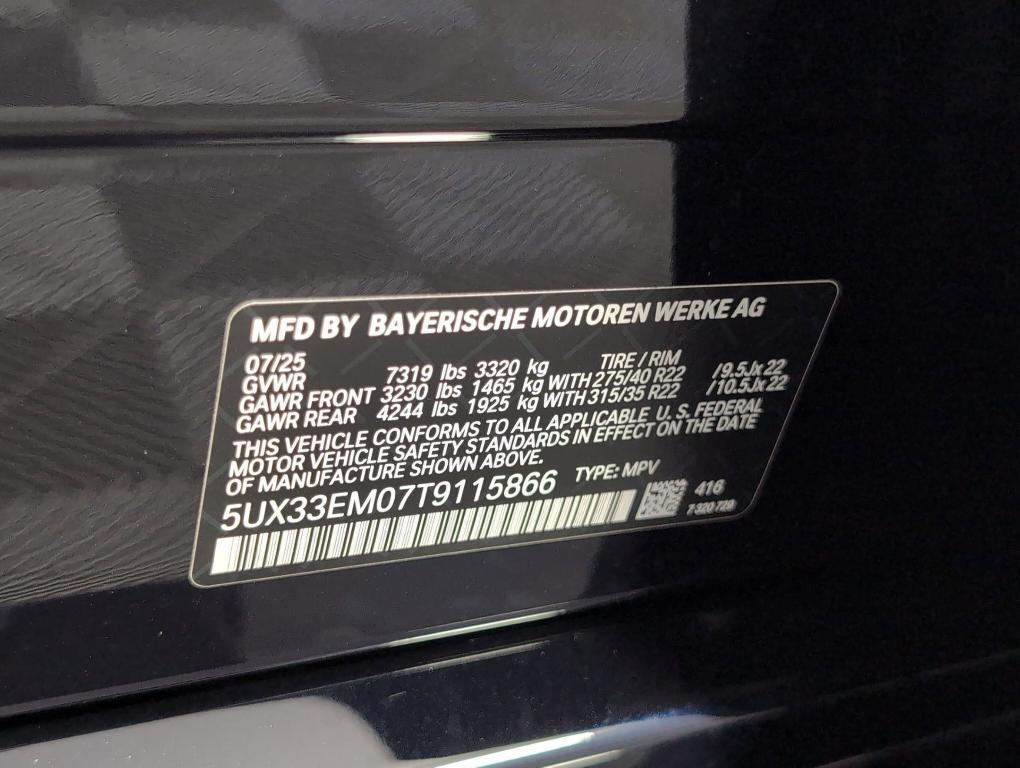 MFD BY BAYERISCHE MOTOREN WERKE AG
07/25 TIRE / RIM
GVWR 7319 lbs 3320 kg
GAWR FRONT 3230 lbs 1465 kg WITH 275/40 R22 /9.5Jx 22
GAWR REAR 4244 lbs 1925 kg WITH 315/35 R22 /10.5Jx 22
THIS VEHICLE CONFORMS TO ALL APPLICABLE U.S. FEDERAL
MOTOR VEHICLE SAFETY STANDARDS IN EFFECT ON THE DATE
OF MANUFACTURE SHOWN ABOVE.
5UX33EM07T9115866 TYPE: MPV
416
7 320 729